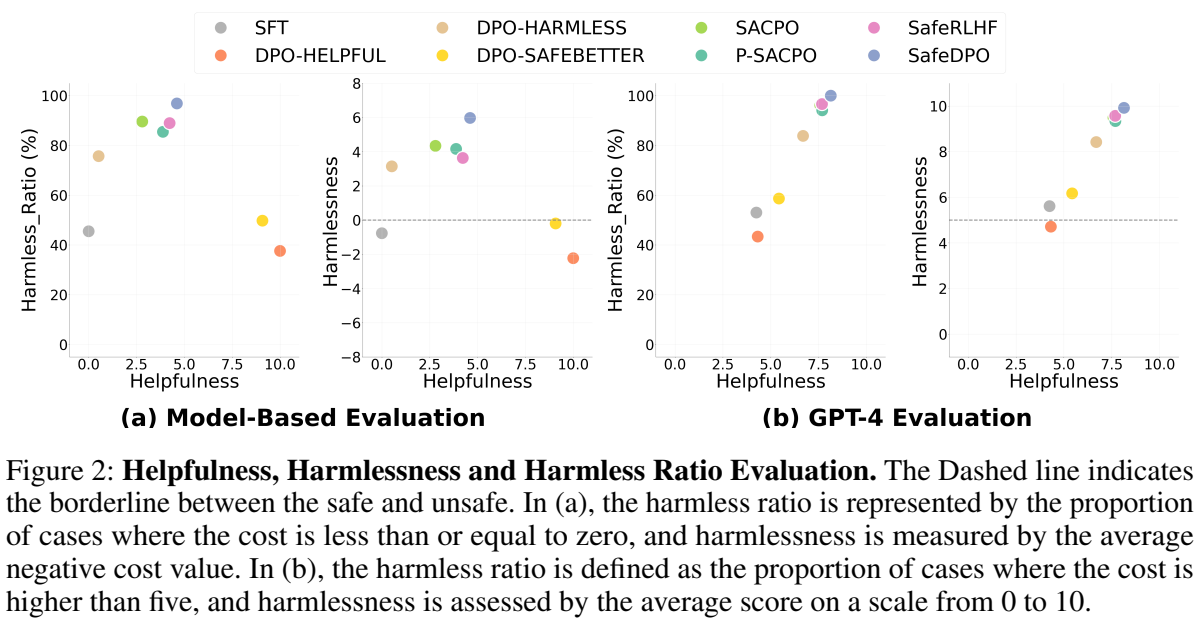 SFT DPO-HARMLESS SACPO SafeRLHF
DPO-HELPFUL DPO-SAFEBETTER P-SACPO SafeDPO
Harmless_Ratio (%)
100
80
60
40
20
0
0.0 2.5 5.0 7.5 10.0
Helpfulness
Harmlessness
8
6
4
2
0
−2
−4
−6
−8
0.0 2.5 5.0 7.5 10.0
Helpfulness
(a) Model-Based Evaluation
Harmless_Ratio (%)
100
80
60
40
20
0
0.0 2.5 5.0 7.5 10.0
Helpfulness
Harmlessness
10
8
6
4
2
0
0.0 2.5 5.0 7.5 10.0
Helpfulness
(b) GPT-4 Evaluation
Figure 2: Helpfulness, Harmlessness and Harmless Ratio Evaluation. The Dashed line indicates
the borderline between the safe and unsafe. In (a), the harmless ratio is represented by the proportion
of cases where the cost is less than or equal to zero, and harmlessness is measured by the average
negative cost value. In (b), the harmless ratio is defined as the proportion of cases where the cost is
higher than five, and harmlessness is assessed by the average score on a scale from 0 to 10.